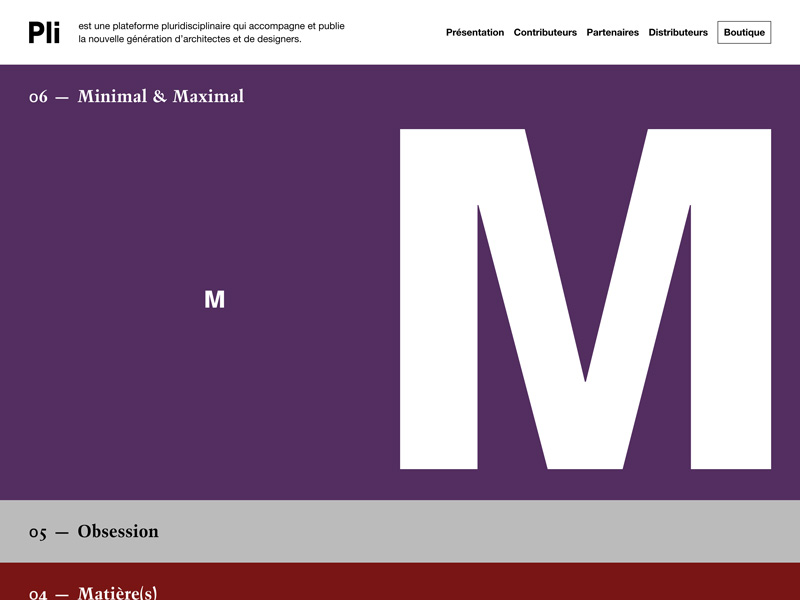 Pli
est une plateforme pluridisciplinaire qui accompagne et publie
la nouvelle génération d'architectes et de designers.
Présentation Contributeurs Partenaires Distributeurs Boutique
06 — Minimal & Maximal
M
M
05 — Obsession
04 — Matière(s)